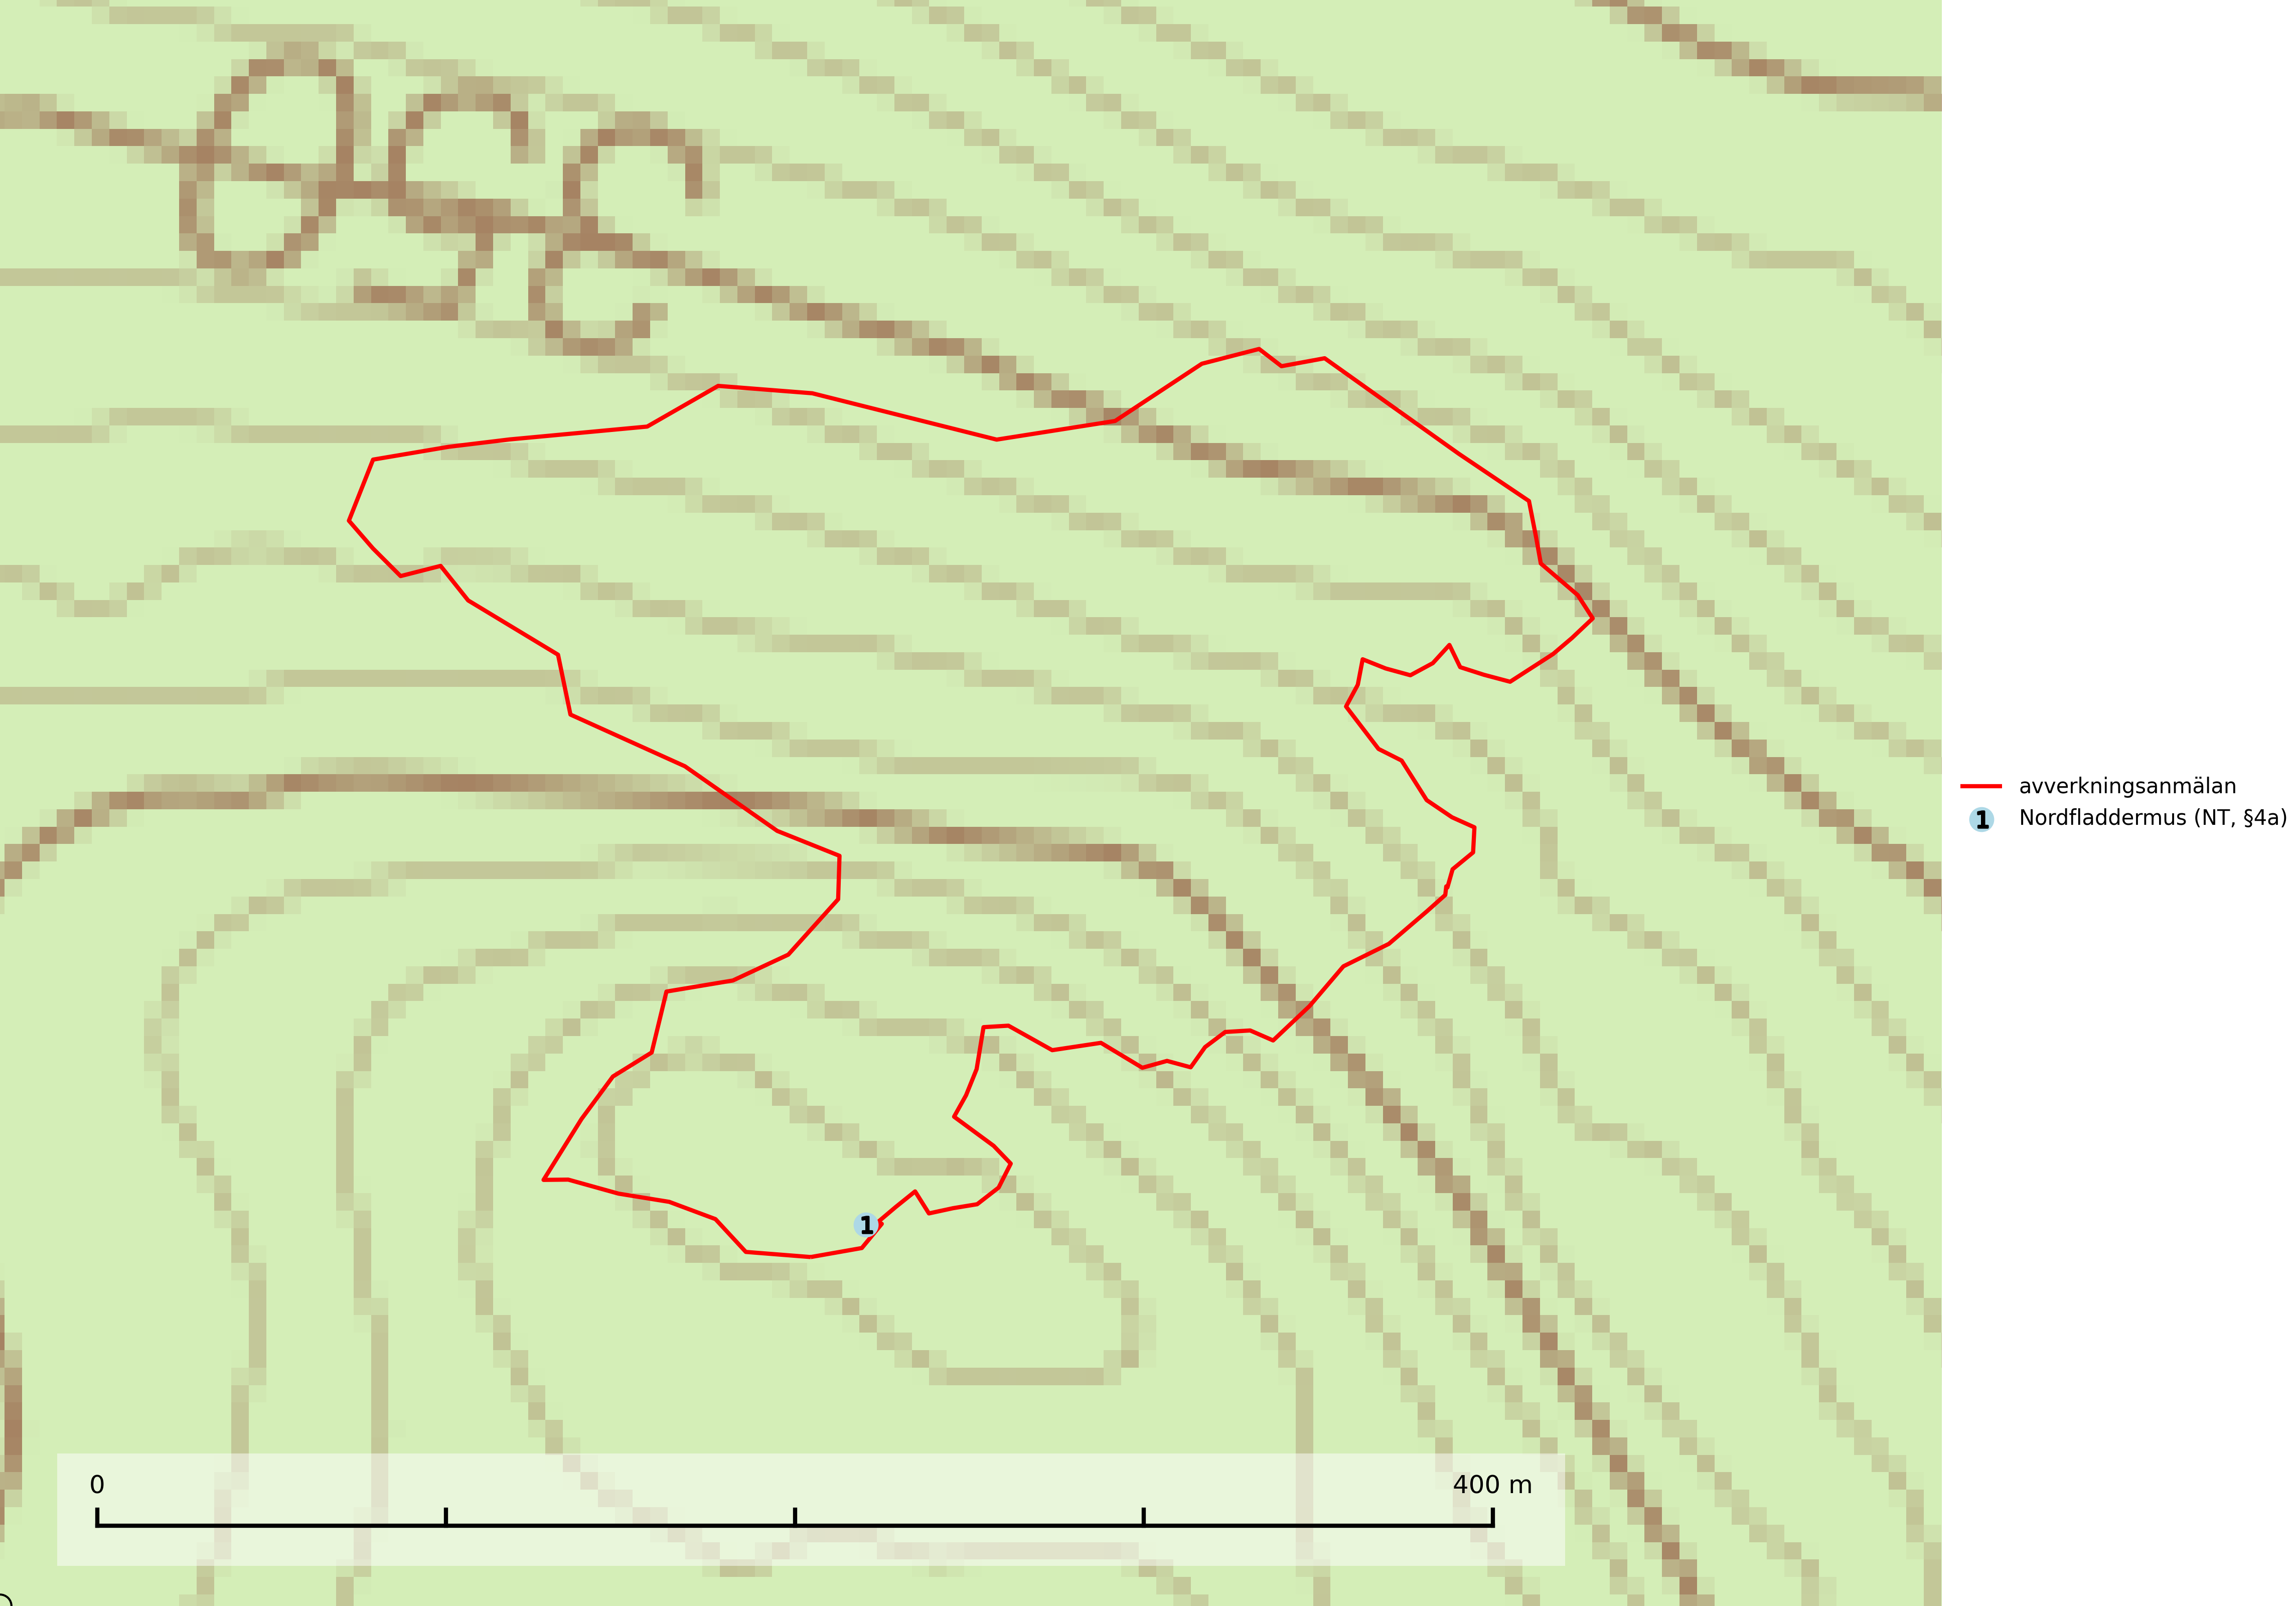 avverkningsanmälan
1 Nordfladdermus (NT, §4a)
1
0 400 m